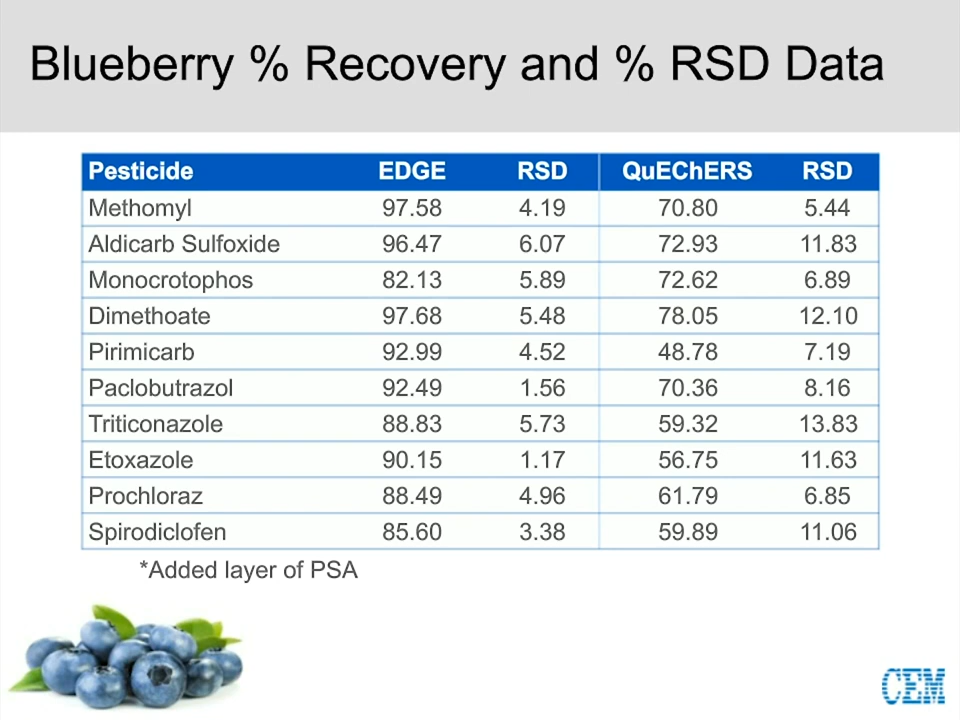 Blueberry % Recovery and % RSD Data
Pesticide EDGE RSD QuEChERS RSD
Methomyl 97.58 4.19 70.80 5.44
Aldicarb Sulfoxide 96.47 6.07 72.93 11.83
Monocrotophos 82.13 5.89 72.62 6.89
Dimethoate 97.68 5.48 78.05 12.10
Pirimicarb 92.99 4.52 48.78 7.19
Paclobutrazol 92.49 1.56 70.36 8.16
Triticonazole 88.83 5.73 59.32 13.83
Etoxazole 90.15 1.17 56.75 11.63
Prochloraz 88.49 4.96 61.79 6.85
Spirodiclofen 85.60 3.38 59.89 11.06
*Added layer of PSA
CEM